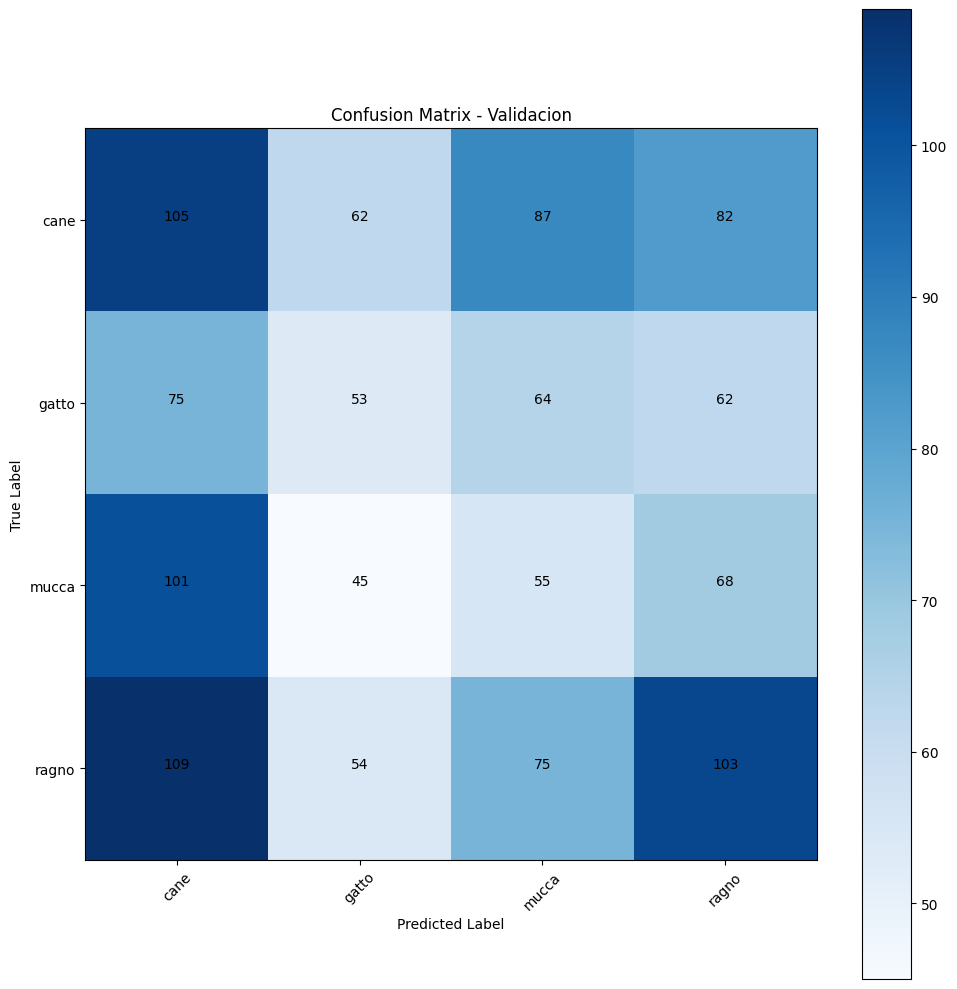 Confusion Matrix - Validacion
100
cane
105
62
87
82
90
gatto
75
53
64
62
80
True Label
mucca
101
45
55
68
70
ragno
109
54
75
103
60
50
cane
gatto
mucca
ragno
Predicted Label